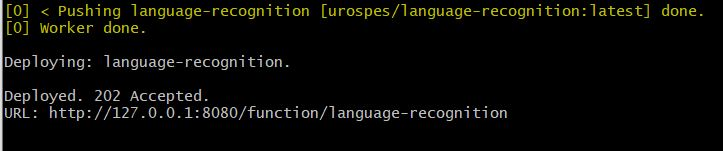 [0] < Pushing language-recognition [urospes/language-recognition:latest] done.
[0] Worker done.
Deploying: language-recognition.
Deployed. 202 Accepted.
URL: http://127.0.0.1:8080/function/language-recognition